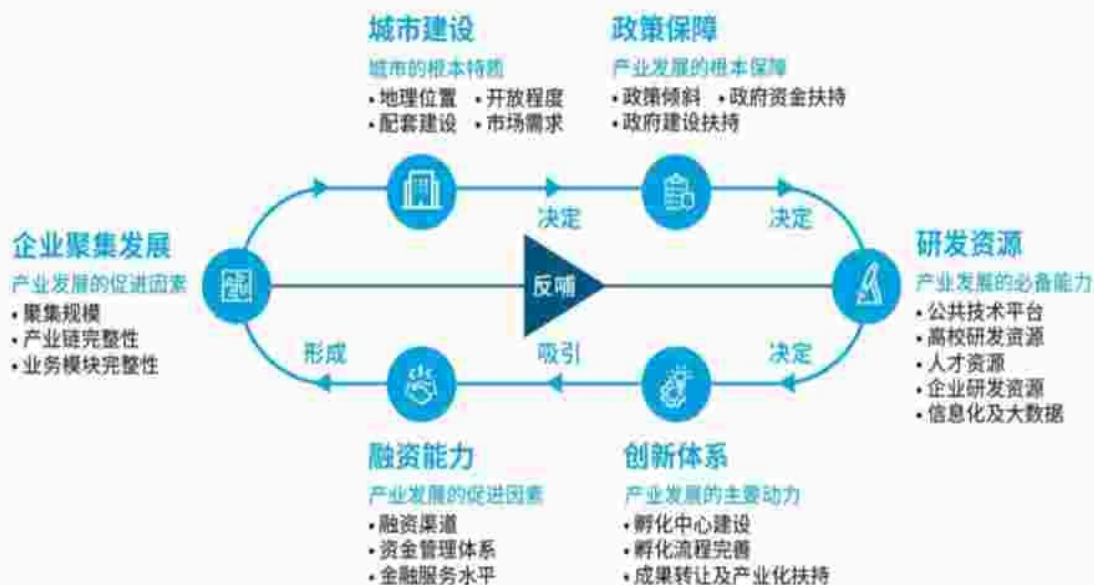 城市建设
城市的根本特质
• 地理位置 • 开放程度
• 配套建设 • 市场需求
政策保障
产业发展的根本保障
• 政策倾斜 • 政府资金扶持
• 政府建设扶持
决定
决定
企业聚集发展
产业发展的促进因素
• 聚集规模
• 产业链完整性
• 业务模块完整性
反哺
研发资源
产业发展的必备能力
• 公共技术平台
• 高校研发资源
• 人才资源
• 企业研发资源
• 信息化及大数据
形成
吸引
决定
融资能力
产业发展的促进因素
• 融资渠道
• 资金管理体系
• 金融服务水平
创新体系
产业发展的主要动力
• 孵化中心建设
• 孵化流程完善
• 成果转让及产业化扶持